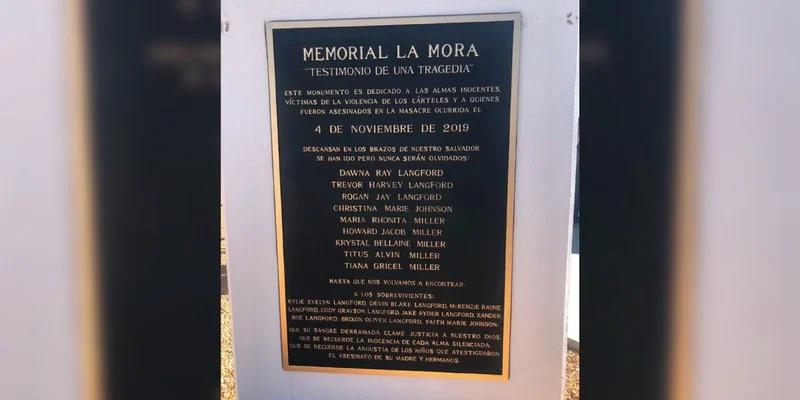 MEMORIAL LA MORA
"TESTIMONIO DE UNA TRAGEDIA"
ESTE MONUMENTO ES DEDICADO A LAS ALMAS INOCENTES,
VÍCTIMAS DE LA VIOLENCIA DE LOS CÁRTELES Y A QUIENES
FUERON ASESINADOS EN LA MASACRE OCURRIDA EL
4 DE NOVIEMBRE DE 2019
DESCANSAN EN LOS BRAZOS DE NUESTRO SALVADOR
SE HAN IDO PERO NUNCA SERÁN OLVIDADOS:
DAWNA RAY LANGFORD
TREVOR HARVEY LANGFORD
ROGAN JAY LANGFORD
CHRISTINA MARIE JOHNSON
MARIA RHONITA MILLER
HOWARD JACOB MILLER
KRYSTAL BELLAINE MILLER
TITUS ALVIN MILLER
TIANA GRICEL MILLER
HASTA QUE NOS VOLVAMOS A ENCONTRAR.
A LOS SOBREVIVIENTES:
KYLIE EVELYN LANGFORD, DEVIN BLAKE LANGFORD, McKENZIE RAYNE
LANGFORD, CODY GRAYSON LANGFORD, JAKE RYDER LANGFORD, XANDER
BOE LANGFORD, BRIXON OLIVER LANGFORD, FAITH MARIE JOHNSON.
QUE SU SANGRE DERRAMADA CLAME JUSTICIA A NUESTRO DIOS,
QUE SE RECUERDE LA INOCENCIA DE CADA ALMA SILENCIADA,
QUE SE RECUERDE LA ANGUSTIA DE LOS NIÑOS QUE ATESTIGUARON
EL ASESINATO DE SU MADRE Y HERMANOS.